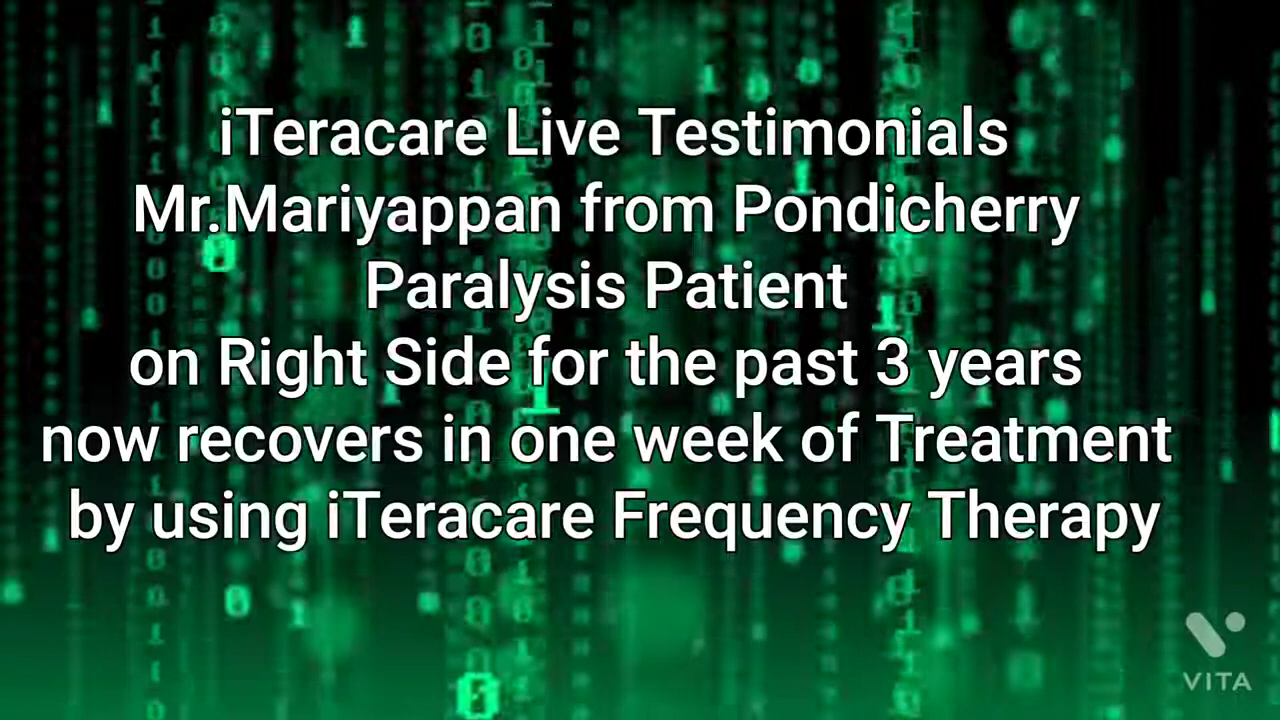 iTeracare Live Testimonials
Mr.Mariyappan from Pondicherry
Paralysis Patient
on Right Side for the past 3 years
now recovers in one week of Treatment
by using iTeracare Frequency Therapy
VITA